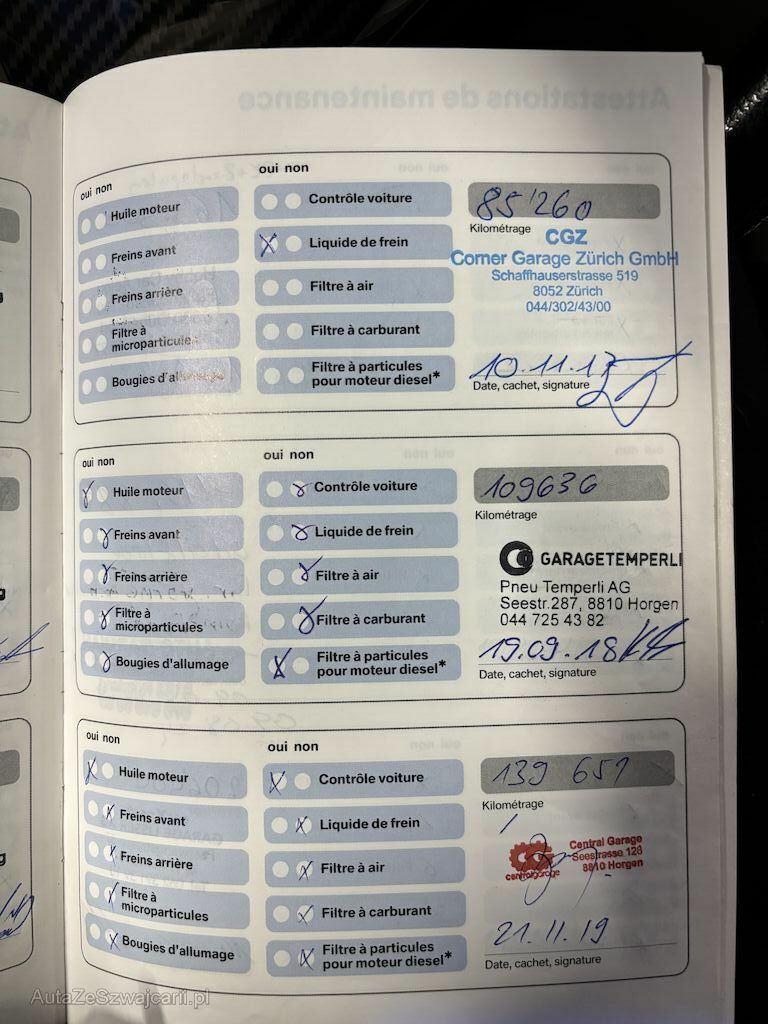 Attestations de maintenance
oui non
oui non
Huile moteur
Contrôle voiture
85'260
Kilométrage
Freins avant
Liquide de frein
CGZ
Corner Garage Zürich GmbH
Schaffhauserstrasse 519
8052 Zürich
044/302/43/00
Freins arrière
Filtre à air
Filtre à
microparticules
Filtre à carburant
Bougies d'allumage
Filtre à particules
pour moteur diesel*
10.11.17
Date, cachet, signature
oui non
oui non
Huile moteur
Contrôle voiture
109636
Kilométrage
Freins avant
Liquide de frein
GARAGETEMPERLI
Pneu Temperli AG
Seestr.287, 8810 Horgen
044 725 43 82
Freins arrière
Filtre à air
Filtre à
microparticules
Filtre à carburant
Bougies d'allumage
Filtre à particules
pour moteur diesel*
19.09.18
Date, cachet, signature
oui non
oui non
Huile moteur
Contrôle voiture
139 651
Kilométrage
Freins avant
Liquide de frein
Central Garage
Seestrasse 128
8810 Horgen
centralgarage
Freins arrière
Filtre à air
Filtre à
microparticules
Filtre à carburant
Bougies d'allumage
Filtre à particules
pour moteur diesel*
21.11.19
Date, cachet, signature
AutaZeSzwajcarii.pl